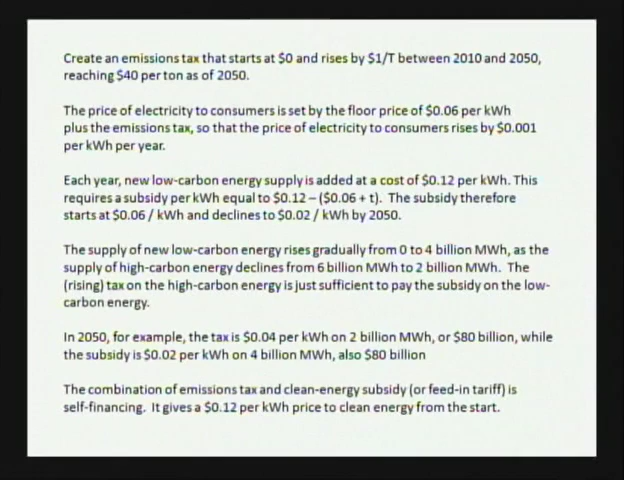 Create an emissions tax that starts at $0 and rises by $1/T between 2010 and 2050,
reaching $40 per ton as of 2050.
The price of electricity to consumers is set by the floor price of $0.06 per kWh
plus the emissions tax, so that the price of electricity to consumers rises by $0.001
per kWh per year.
Each year, new low-carbon energy supply is added at a cost of $0.12 per kWh. This
requires a subsidy per kWh equal to $0.12 – ($0.06 + t). The subsidy therefore
starts at $0.06 / kWh and declines to $0.02 / kWh by 2050.
The supply of new low-carbon energy rises gradually from 0 to 4 billion MWh, as the
supply of high-carbon energy declines from 6 billion MWh to 2 billion MWh. The
(rising) tax on the high-carbon energy is just sufficient to pay the subsidy on the low-
carbon energy.
In 2050, for example, the tax is $0.04 per kWh on 2 billion MWh, or $80 billion, while
the subsidy is $0.02 per kWh on 4 billion MWh, also $80 billion
The combination of emissions tax and clean-energy subsidy (or feed-in tariff) is
self-financing. It gives a $0.12 per kWh price to clean energy from the start.